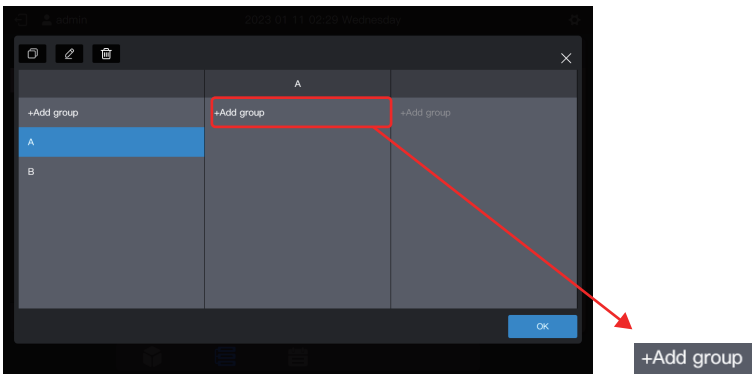 admin
2023 01 11 02:29 Wednesday
A
+Add group
+Add group
+Add group
A
B
OK
+Add group